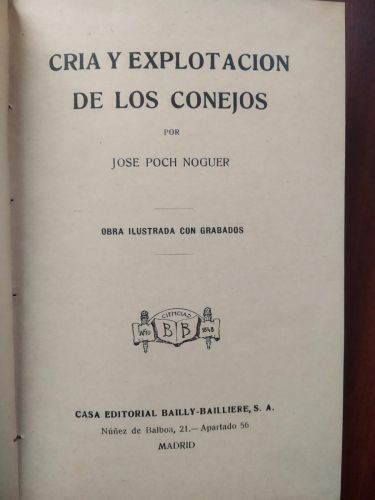 CRIA Y EXPLOTACION
DE LOS CONEJOS
POR
JOSE POCH NOGUER
OBRA ILUSTRADA CON GRABADOS
CIENCIAS
AÑO B B 1848
CASA EDITORIAL BAILLY-BAILLIERE, S. A.
Núñez de Balboa, 21.—Apartado 56
MADRID